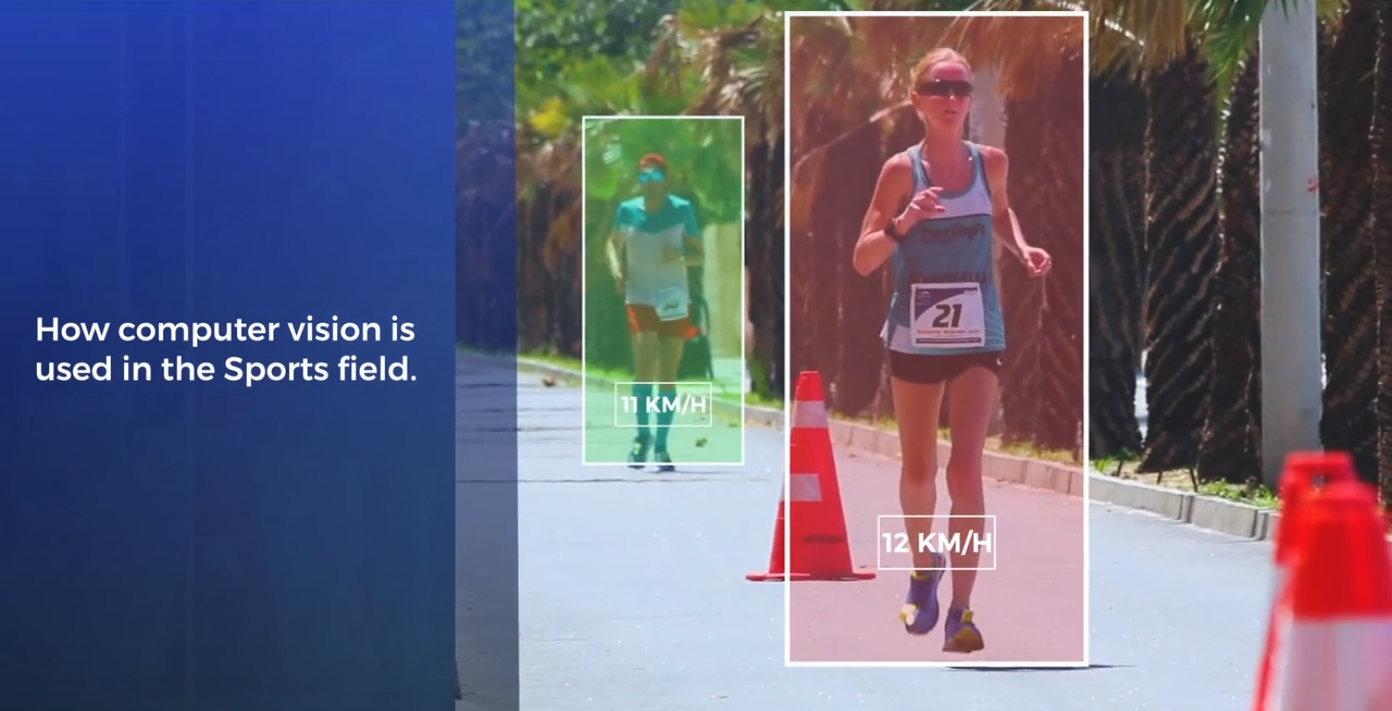 How computer vision is
used in the Sports field.
11 KM/H
12 KM/H
21